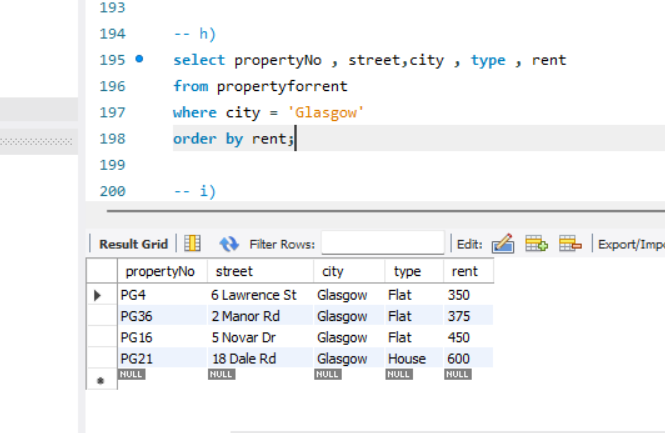 193
194 -- h)
195 select propertyNo , street,city , type , rent
196 from propertyforrent
197 where city = 'Glasgow'
198 order by rent;
199
200 -- i)
Result Grid Filter Rows: Edit: Export/Impo
propertyNo street city type rent
PG4 6 Lawrence St Glasgow Flat 350
PG36 2 Manor Rd Glasgow Flat 375
PG16 5 Novar Dr Glasgow Flat 450
PG21 18 Dale Rd Glasgow House 600
NULL NULL NULL NULL NULL